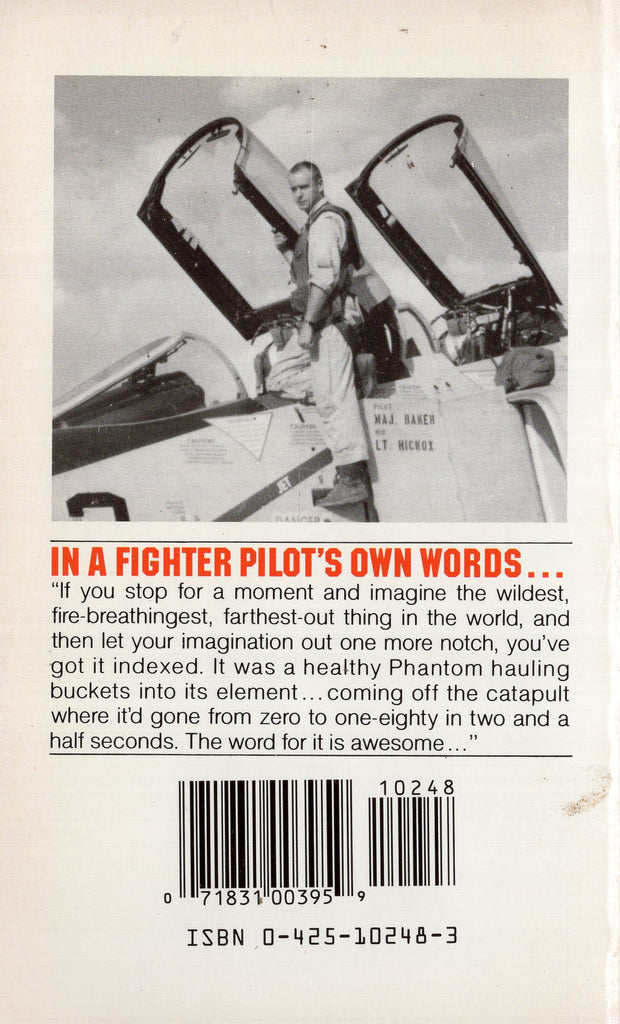 CAUTION
CAUTION
PILOT
MAJ. BAKER
RIO
LT. HICKOX
JET
DANGER
IN A FIGHTER PILOT'S OWN WORDS...
“If you stop for a moment and imagine the wildest,
fire-breathingest, farthest-out thing in the world, and
then let your imagination out one more notch, you've
got it indexed. It was a healthy Phantom hauling
buckets into its element...coming off the catapult
where it'd gone from zero to one-eighty in two and a
half seconds. The word for it is awesome...”
10248
0 71831 00395 9
ISBN 0-425-10248-3